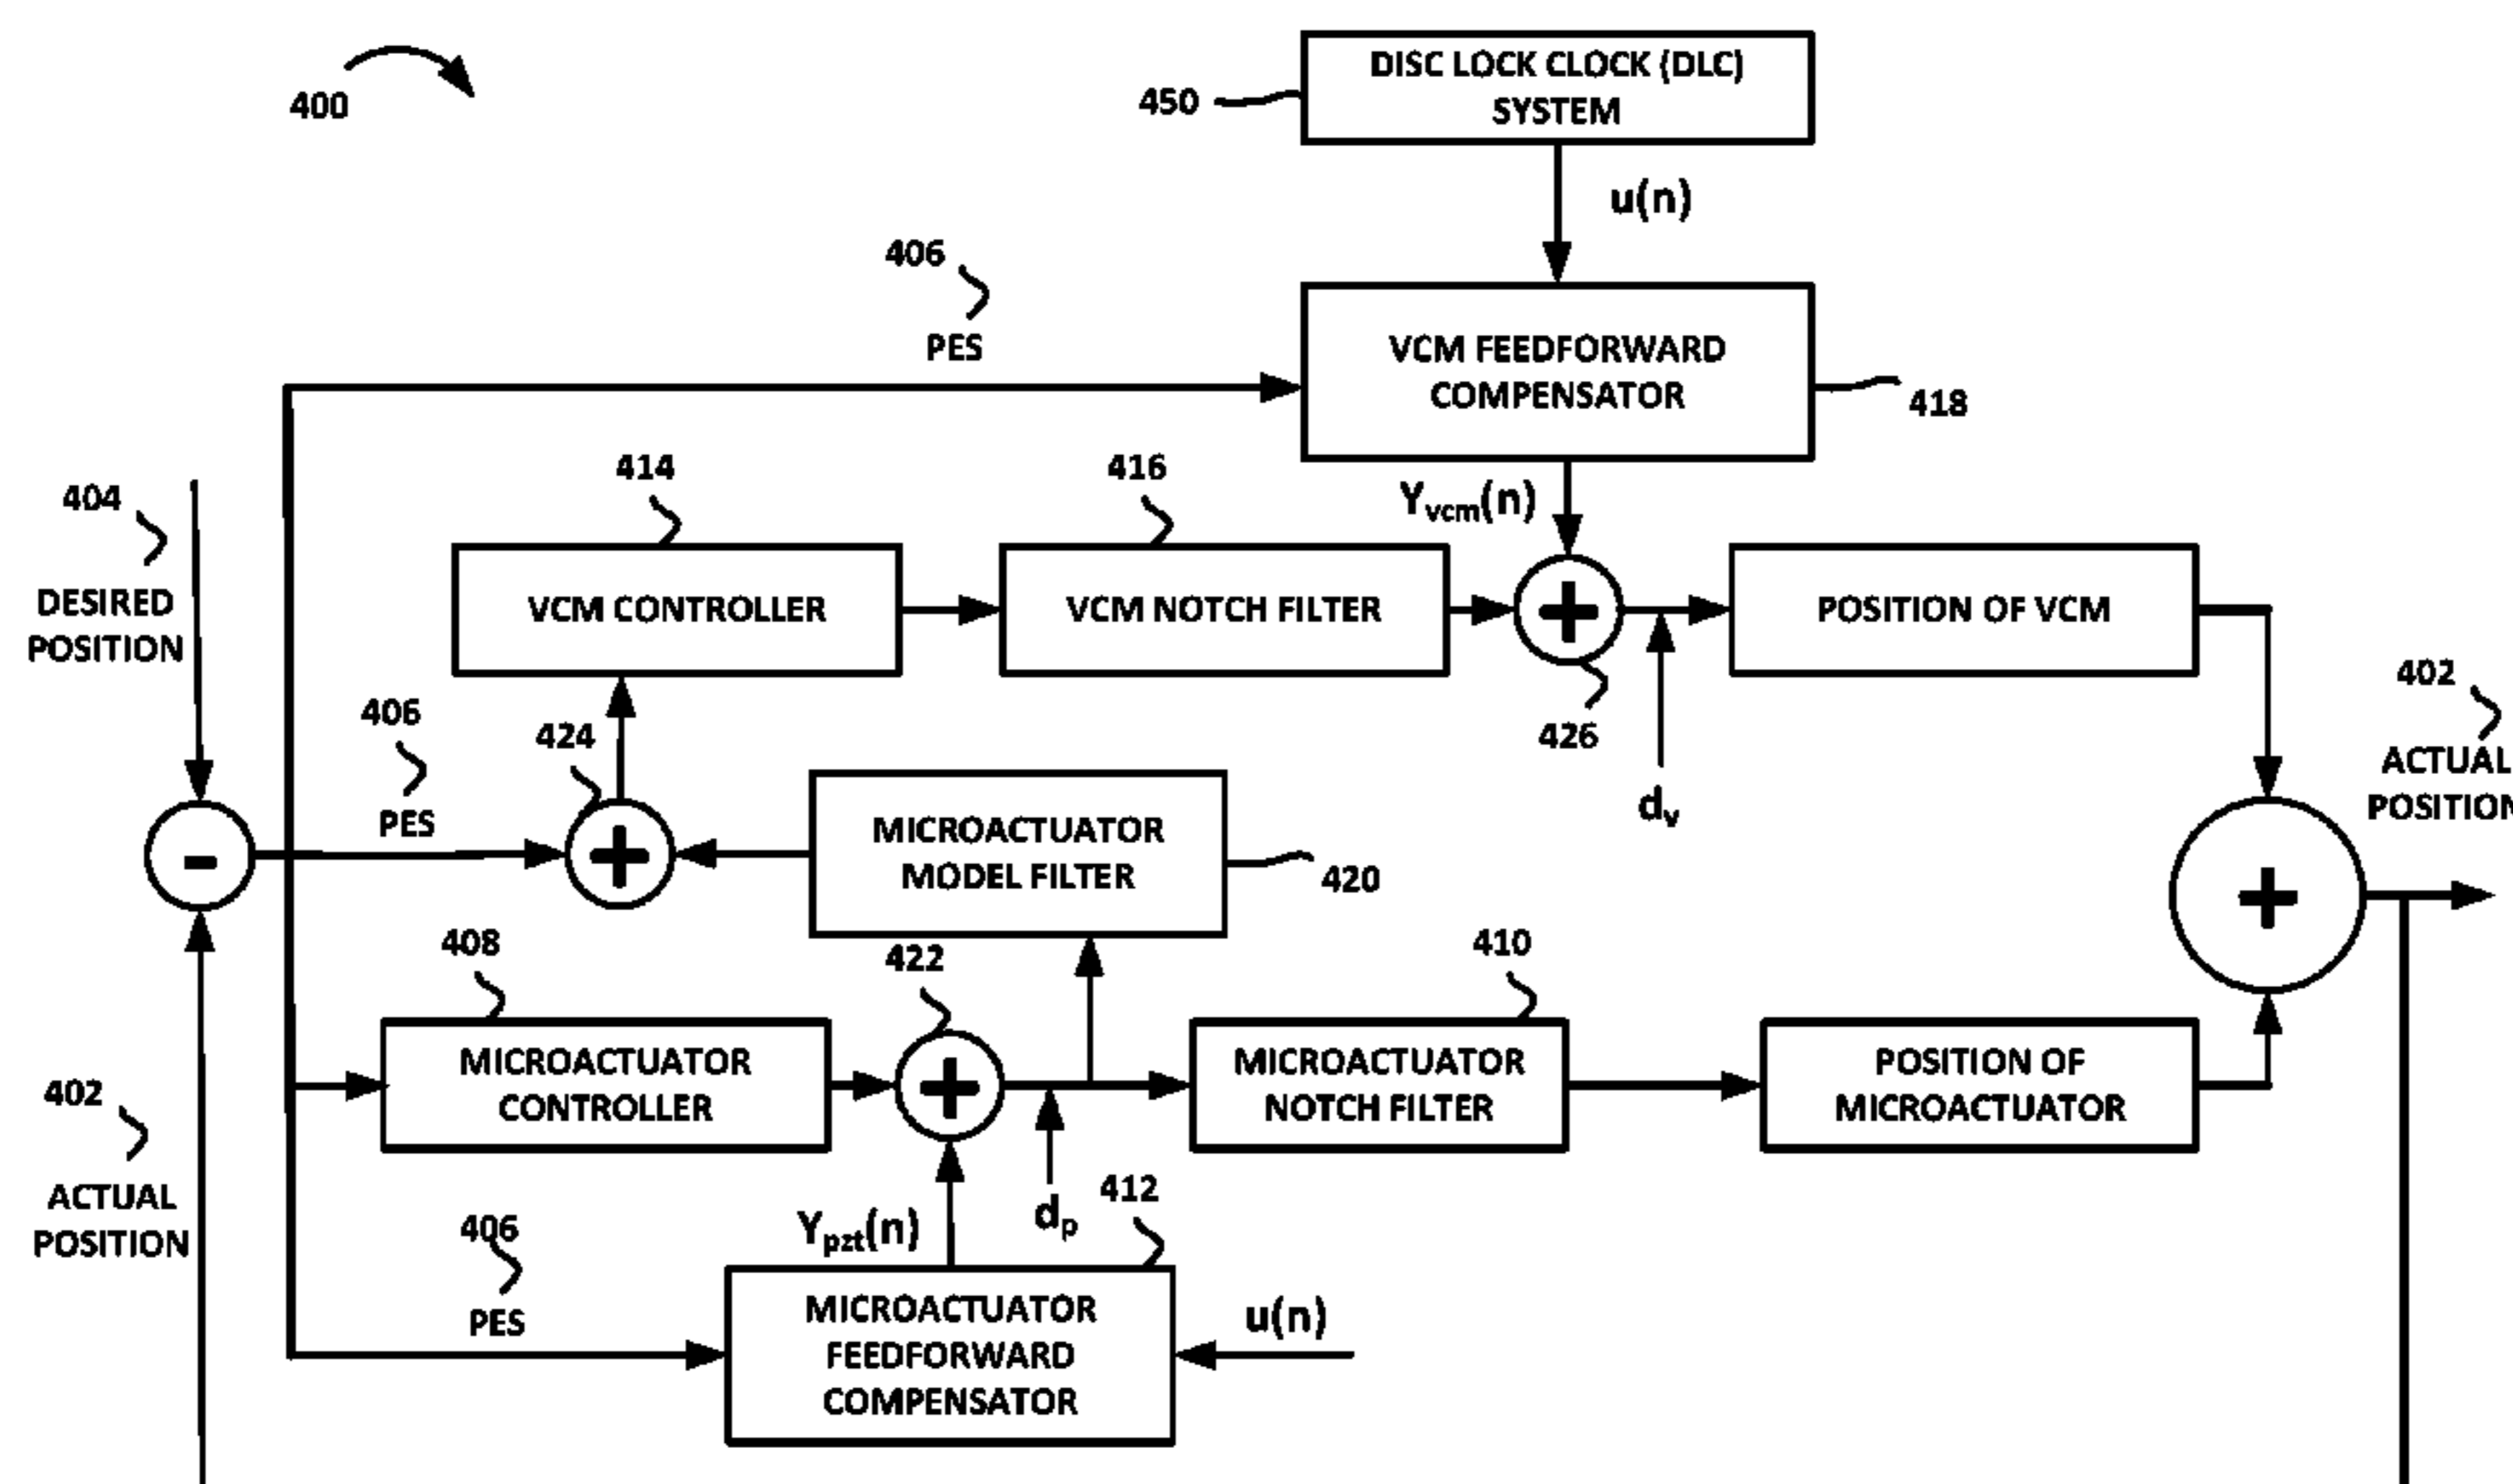 400
DISC LOCK CLOCK (DLC)
SYSTEM
450
u(n)
406
PES
VCM FEEDFORWARD
COMPENSATOR
418
404
DESIRED
POSITION
414
416
Yvcm(n)
VCM CONTROLLER
VCM NOTCH FILTER
+
POSITION OF VCM
426
dv
402
ACTUAL
POSITION
406
PES
424
-
+
MICROACTUATOR
MODEL FILTER
420
+
408
422
410
MICROACTUATOR
CONTROLLER
+
MICROACTUATOR
NOTCH FILTER
POSITION OF
MICROACTUATOR
402
ACTUAL
POSITION
406
PES
Ypzt(n)
dp
412
MICROACTUATOR
FEEDFORWARD
COMPENSATOR
u(n)